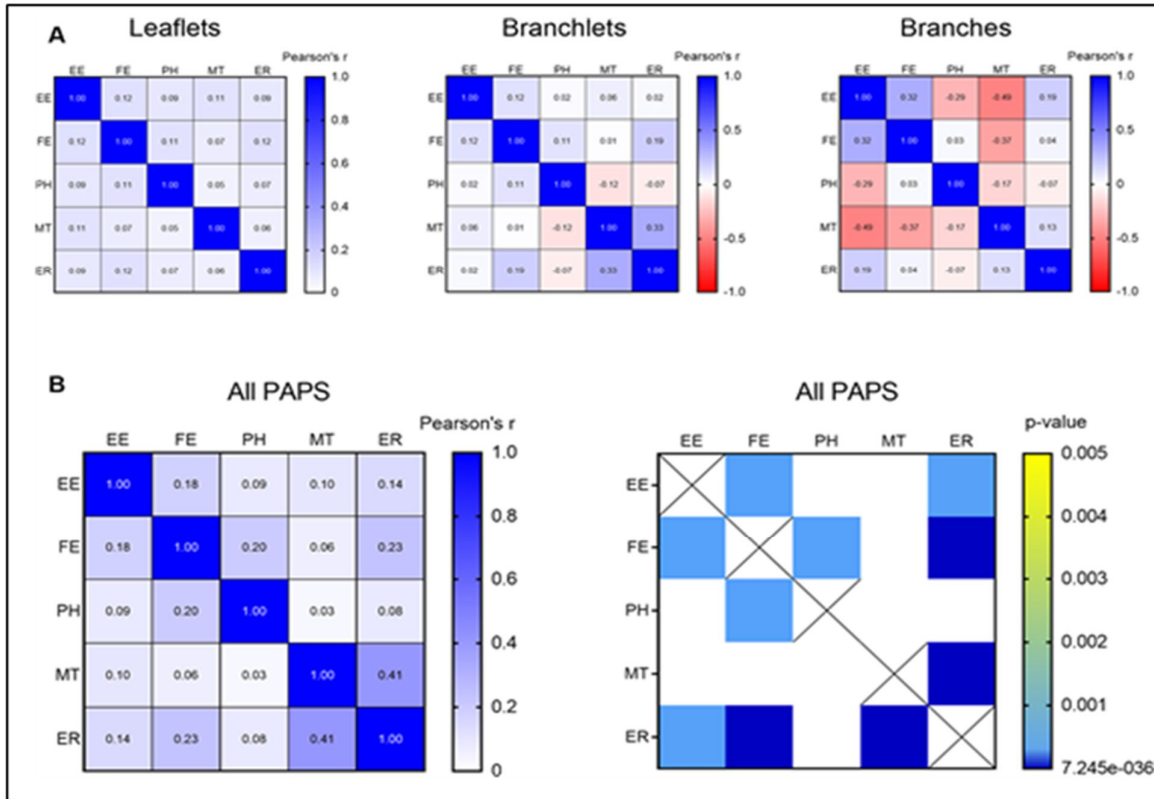 A
Leaflets
Branchlets
Branches
Pearson's r
Pearson's r
Pearson's r
EE FE PH MT ER
EE 1.00 0.12 0.09 0.11 0.09
FE 0.12 1.00 0.11 0.07 0.12
PH 0.09 0.11 1.00 0.05 0.07
MT 0.11 0.07 0.05 1.00 0.06
ER 0.09 0.12 0.07 0.06 1.00
1.0
0.8
0.6
0.4
0.2
0
EE FE PH MT ER
EE 1.00 0.12 0.02 0.06 0.02
FE 0.12 1.00 0.11 0.01 0.19
PH 0.02 0.11 1.00 -0.12 -0.07
MT 0.06 0.01 -0.12 1.00 0.33
ER 0.02 0.19 -0.07 0.33 1.00
1.0
0.5
0
-0.5
-1.0
EE FE PH MT ER
EE 1.00 0.32 -0.29 -0.49 0.19
FE 0.32 1.00 0.03 -0.37 0.04
PH -0.29 0.03 1.00 -0.17 -0.07
MT -0.49 -0.37 -0.17 1.00 0.13
ER 0.19 0.04 -0.07 0.13 1.00
1.0
0.5
0
-0.5
-1.0
B
All PAPS
Pearson's r
EE FE PH MT ER
EE 1.00 0.18 0.09 0.10 0.14
FE 0.18 1.00 0.20 0.06 0.23
PH 0.09 0.20 1.00 0.03 0.08
MT 0.10 0.06 0.03 1.00 0.41
ER 0.14 0.23 0.08 0.41 1.00
1.0
0.8
0.6
0.4
0.2
0
All PAPS
p-value
EE FE PH MT ER
EE
FE
PH
MT
ER
0.005
0.004
0.003
0.002
0.001
7.245e-036